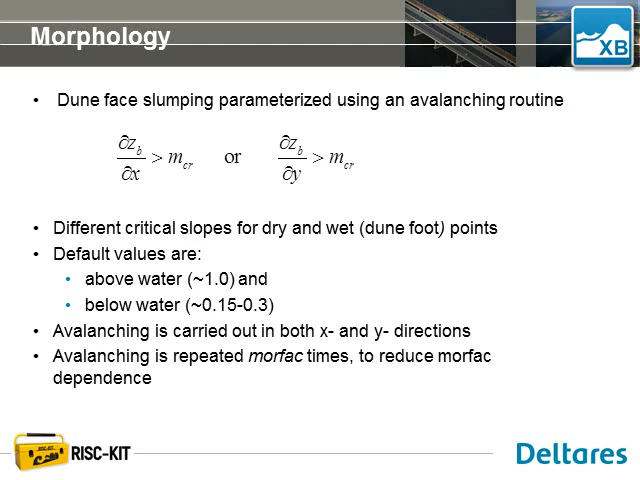 Morphology
XB
• Dune face slumping parameterized using an avalanching routine
∂z_b/∂x > m_cr or ∂z_b/∂y > m_cr
• Different critical slopes for dry and wet (dune foot) points
• Default values are:
• above water (~1.0) and
• below water (~0.15-0.3)
• Avalanching is carried out in both x- and y- directions
• Avalanching is repeated morfac times, to reduce morfac
dependence
RISC-KIT
Deltares